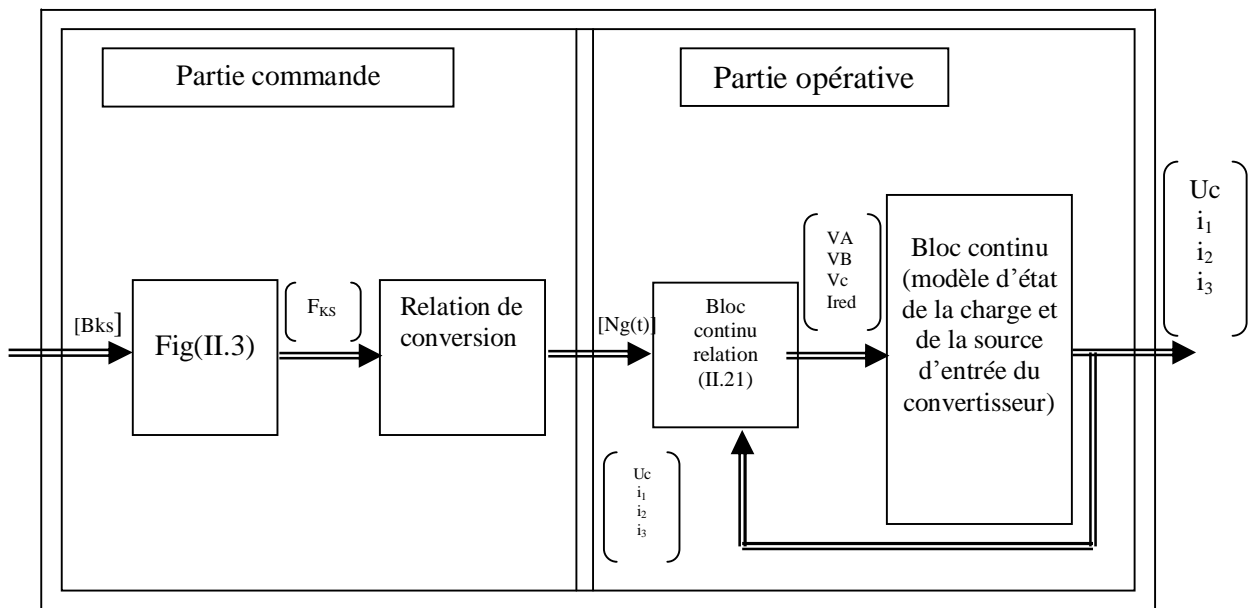 Partie commande
Partie opérative
[Bks]
Fig(II.3)
F_KS
Relation de
conversion
[Ng(t)]
Bloc
continu
relation
(II.21)
VA
VB
Vc
Ired
Bloc continu
(modèle d’état
de la charge et
de la source
d’entrée du
convertisseur)
Uc
i₁
i₂
i₃
Uc
i₁
i₂
i₃